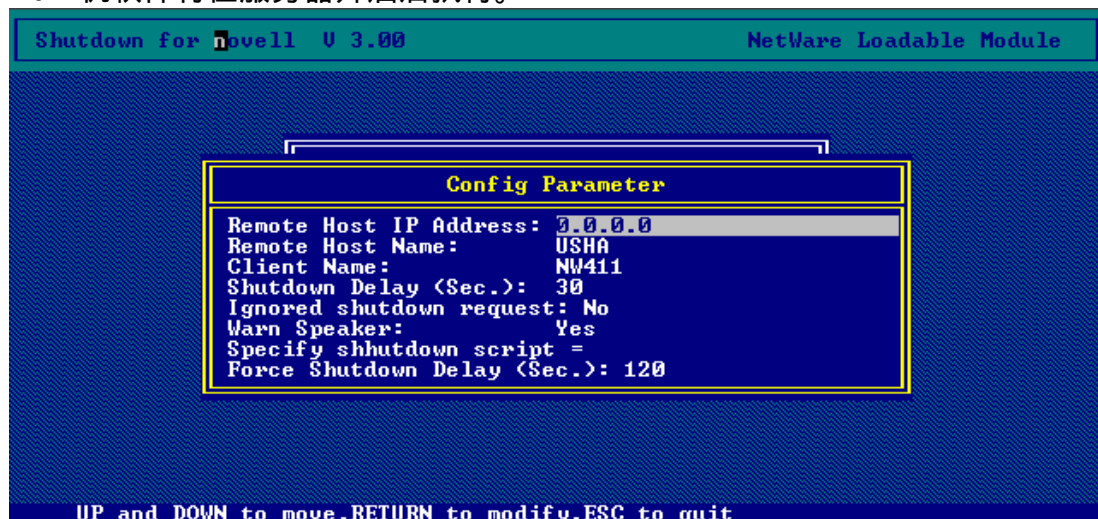 Shutdown for novell V 3.00 NetWare Loadable Module
Config Parameter
Remote Host IP Address: 0.0.0.0
Remote Host Name: USHA
Client Name: NW411
Shutdown Delay (Sec.): 30
Ignored shutdown request: No
Warn Speaker: Yes
Specify shhutdown script =
Force Shutdown Delay (Sec.): 120
UP and DOWN to move,RETURN to modify,ESC to quit